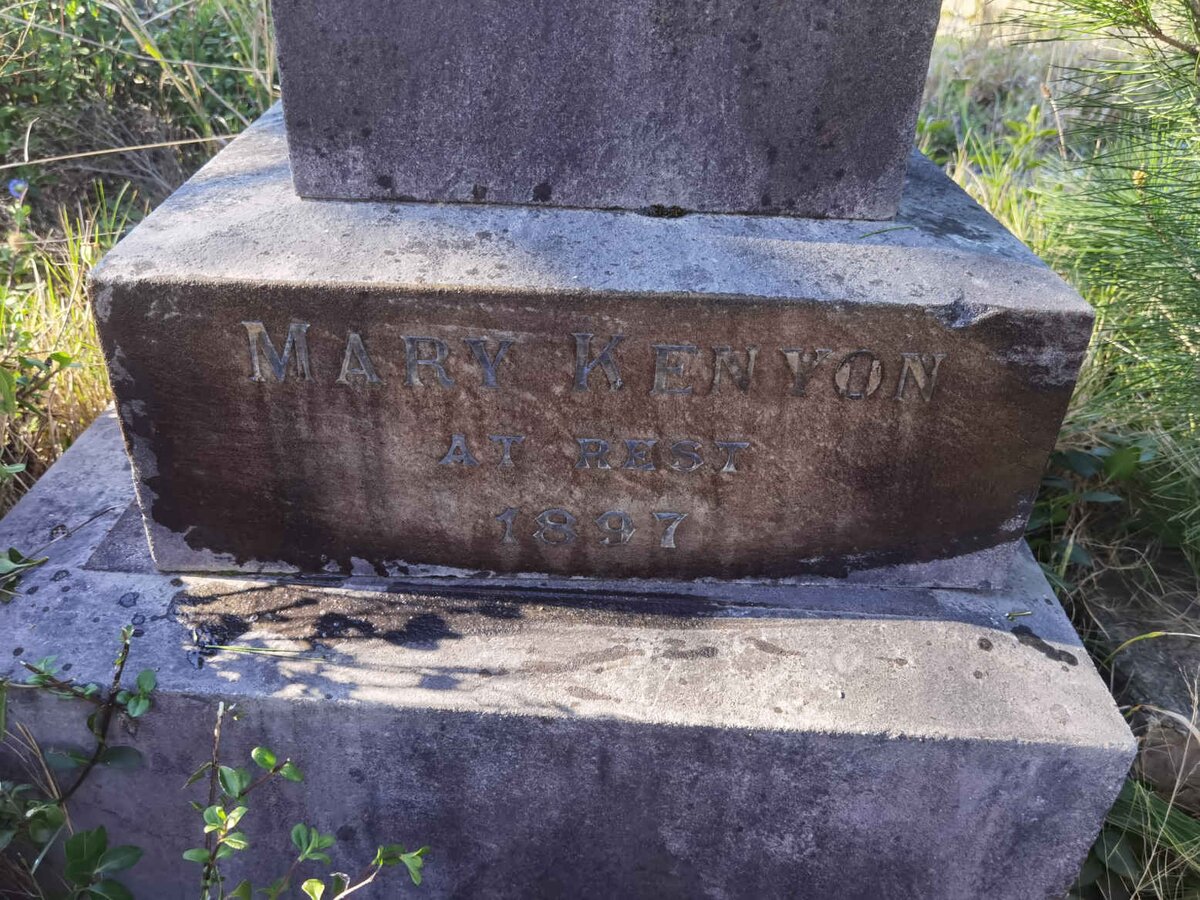 MARY KENYON
AT REST
1897